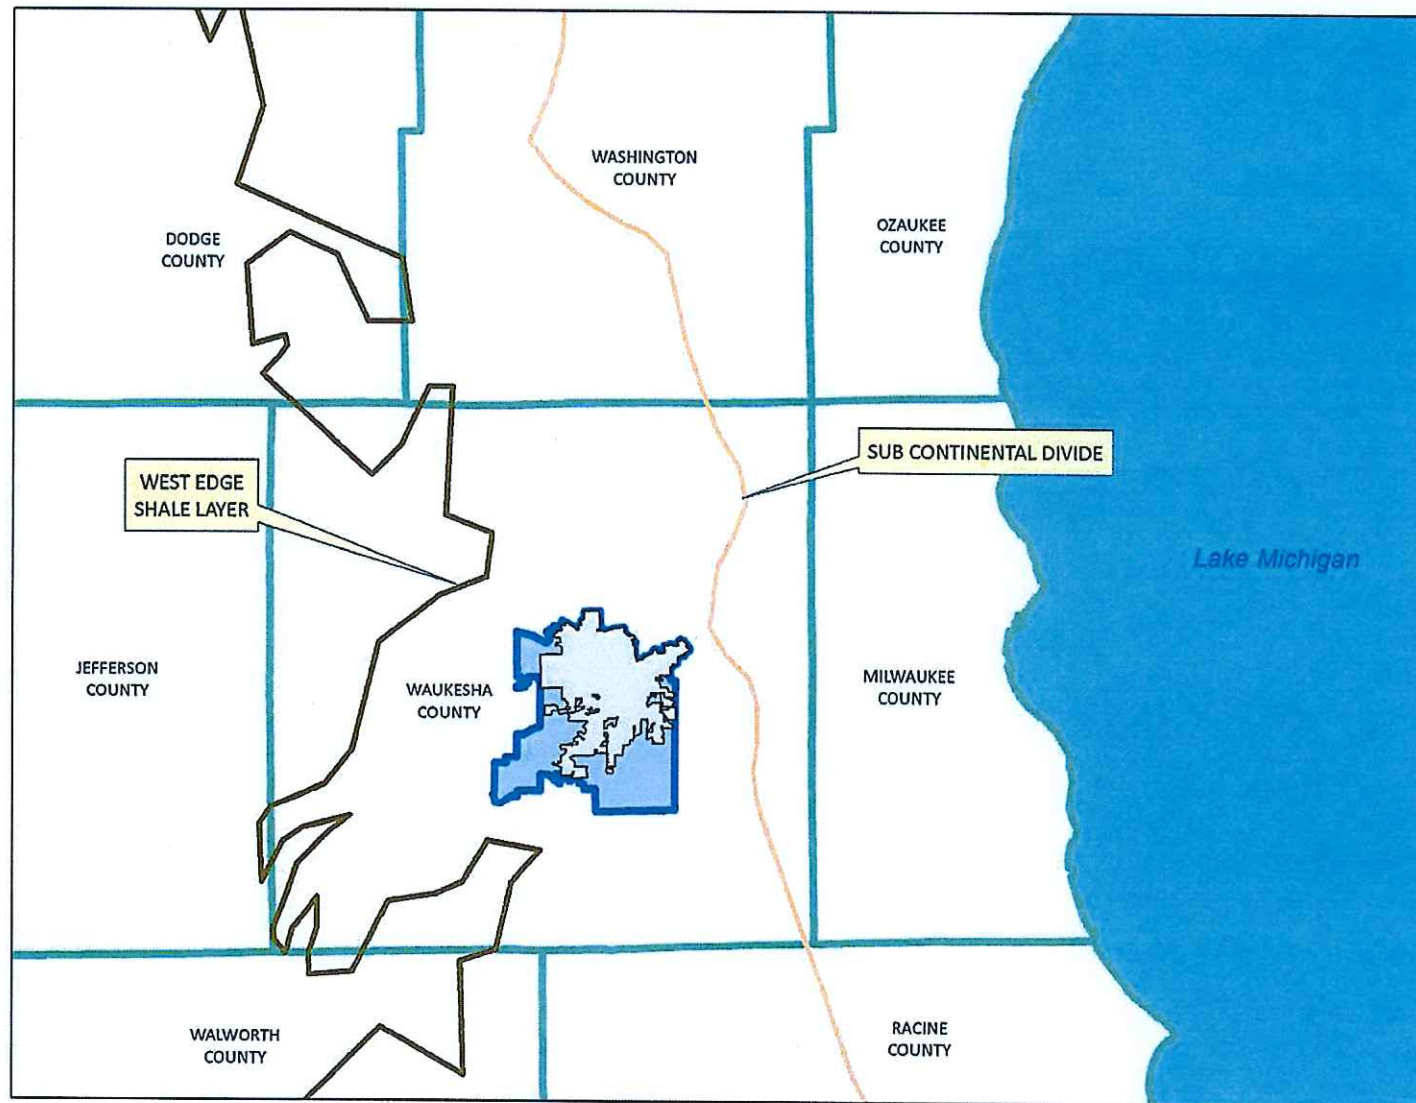 WASHINGTON
COUNTY
OZAUKEE
COUNTY
DODGE
COUNTY
SUB CONTINENTAL DIVIDE
WEST EDGE
SHALE LAYER
Lake Michigan
JEFFERSON
COUNTY
WAUKESHA
COUNTY
MILWAUKEE
COUNTY
WALWORTH
COUNTY
RACINE
COUNTY